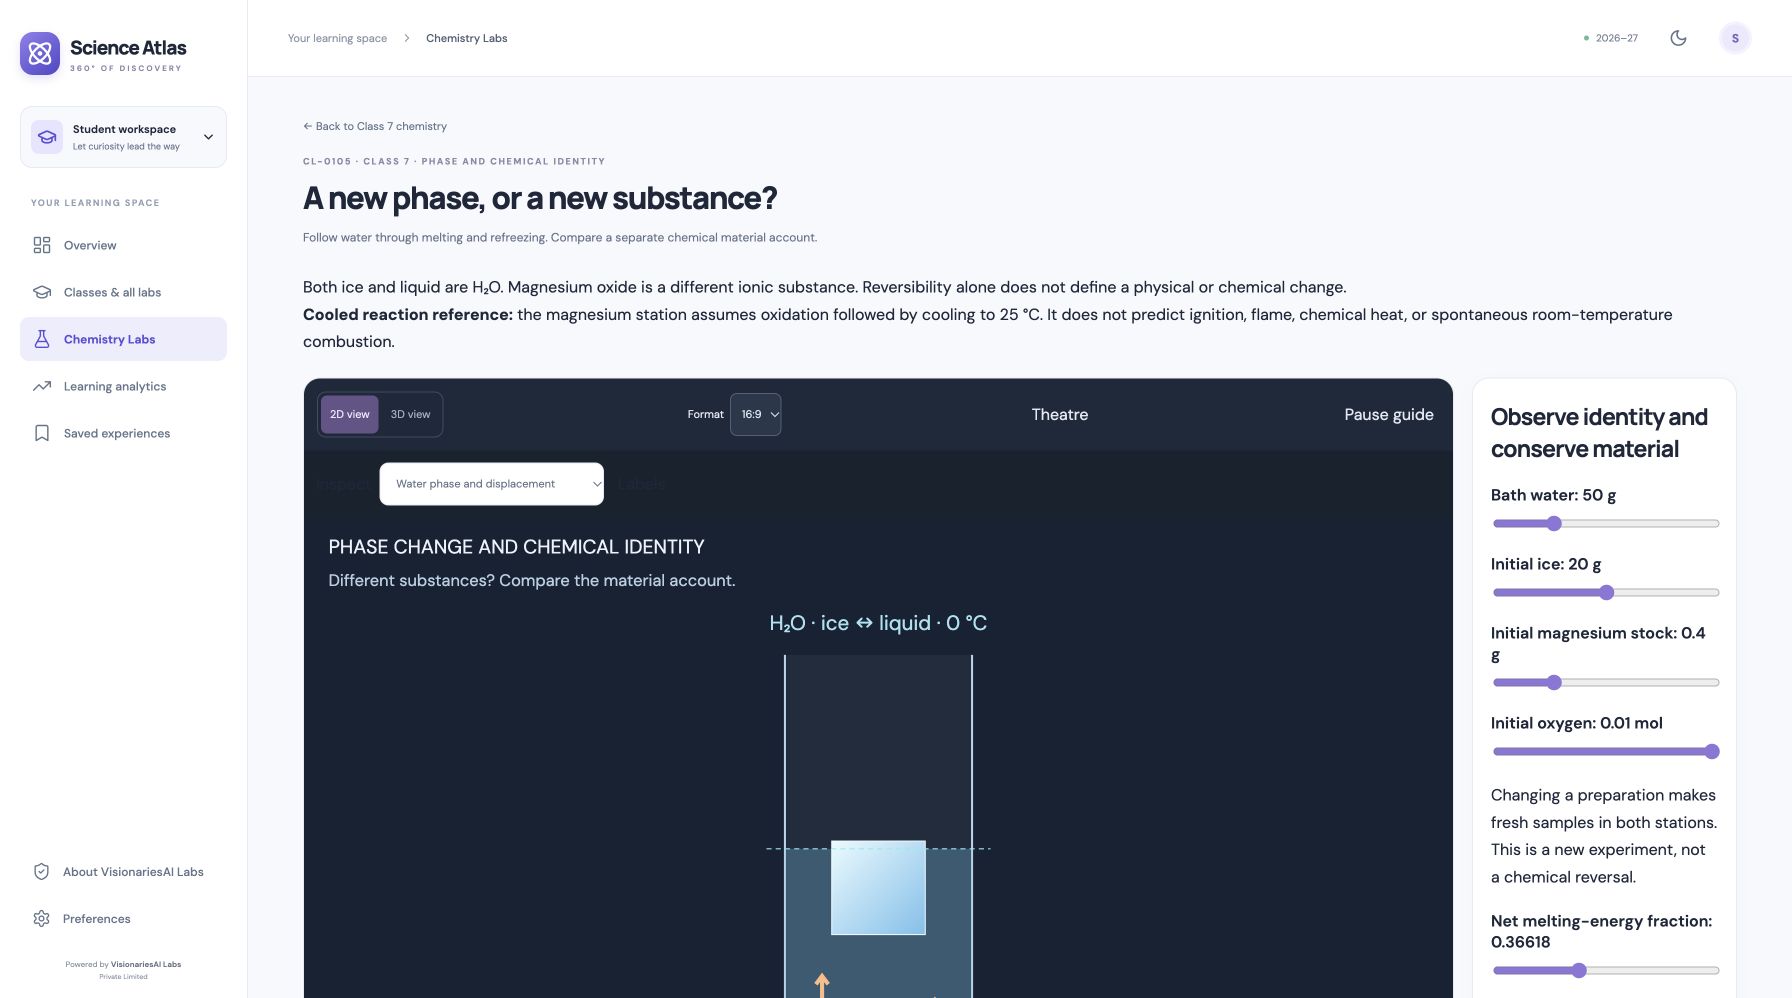 Science Atlas
360° OF DISCOVERY
Student workspace
Let curiosity lead the way
YOUR LEARNING SPACE
Overview
Classes & all labs
Chemistry Labs
Learning analytics
Saved experiences
About VisionariesAI Labs
Preferences
Powered by VisionariesAI Labs
Private Limited
Your learning space
Chemistry Labs
2026–27
S
← Back to Class 7 chemistry
CL-0105 · CLASS 7 · PHASE AND CHEMICAL IDENTITY
A new phase, or a new substance?
Follow water through melting and refreezing. Compare a separate chemical material account.
Both ice and liquid are H₂O. Magnesium oxide is a different ionic substance. Reversibility alone does not define a physical or chemical change.
Cooled reaction reference: the magnesium station assumes oxidation followed by cooling to 25 °C. It does not predict ignition, flame, chemical heat, or spontaneous room-temperature
combustion.
2D view
3D view
Format
16:9
Theatre
Pause guide
Inspect
Water phase and displacement
Labels
PHASE CHANGE AND CHEMICAL IDENTITY
Different substances? Compare the material account.
H₂O · ice ↔ liquid · 0 °C
Observe identity and
conserve material
Bath water: 50 g
Initial ice: 20 g
Initial magnesium stock: 0.4
g
Initial oxygen: 0.01 mol
Changing a preparation makes
fresh samples in both stations.
This is a new experiment, not
a chemical reversal.
Net melting-energy fraction:
0.36618